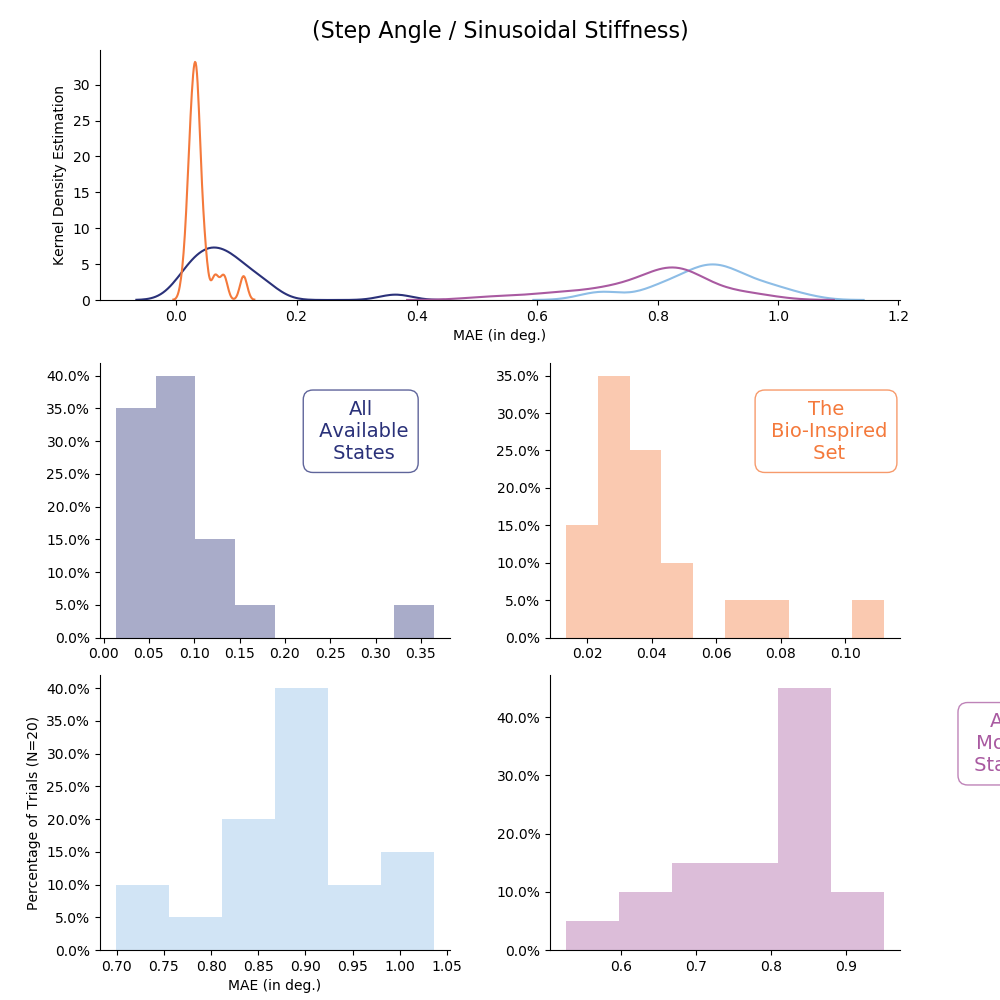 (Step Angle / Sinusoidal Stiffness)
Kernel Density Estimation
30
25
20
15
10
5
0
0.0 0.2 0.4 0.6 0.8 1.0 1.2
MAE (in deg.)
40.0%
35.0%
30.0%
25.0%
20.0%
15.0%
10.0%
5.0%
0.0%
0.00 0.05 0.10 0.15 0.20 0.25 0.30 0.35
All
Available
States
35.0%
30.0%
25.0%
20.0%
15.0%
10.0%
5.0%
0.0%
0.02 0.04 0.06 0.08 0.10
The
Bio-Inspired
Set
Percentage of Trials (N=20)
40.0%
35.0%
30.0%
25.0%
20.0%
15.0%
10.0%
5.0%
0.0%
0.70 0.75 0.80 0.85 0.90 0.95 1.00 1.05
MAE (in deg.)
40.0%
30.0%
20.0%
10.0%
0.0%
0.6 0.7 0.8 0.9